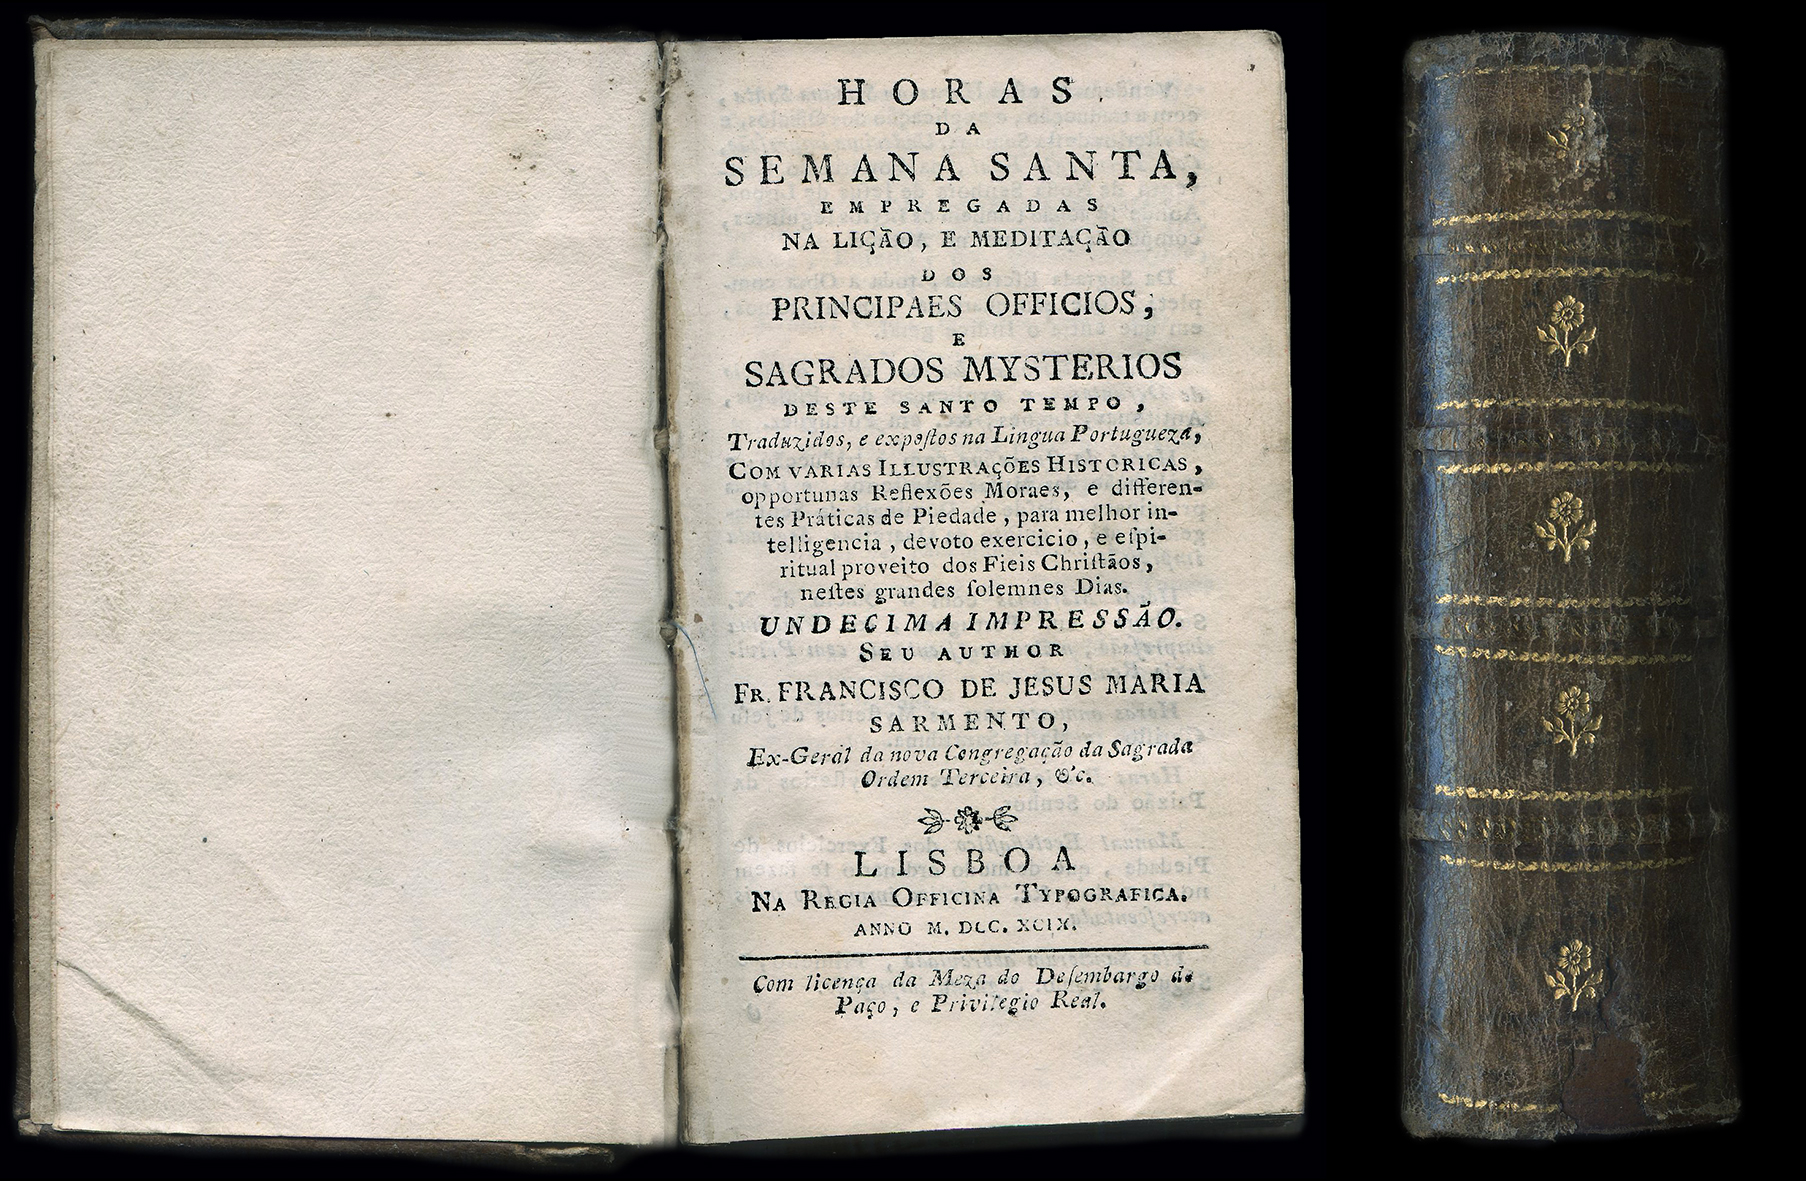 HORAS
DA
SEMANA SANTA,
EMPREGADAS
NA LIÇÃO, E MEDITAÇÃO
DOS
PRINCIPAES OFFICIOS,
E
SAGRADOS MYSTERIOS
DESTE SANTO TEMPO,
Traduzidos, e expoſtos na Lingua Portugueza,
COM VARIAS ILLUSTRAÇÕES HISTORICAS,
opportunas Reflexões Moraes, e differen-
tes Práticas de Piedade, para melhor in-
telligencia, devoto exercicio, e eſpi-
ritual proveito dos Fieis Chriſtãos,
neſtes grandes ſolemnes Dias.
UNDECIMA IMPRESSÃO.
SEU AUTHOR
FR. FRANCISCO DE JESUS MARIA
SARMENTO,
Ex-Geral da nova Congregação da Sagrada
Ordem Terceira, &c.
LISBOA
NA REGIA OFFICINA TYPOGRAFICA.
ANNO M. DCC. XCIX.
Com licença da Meza do Deſembargo do
Paço, e Privilegio Real.